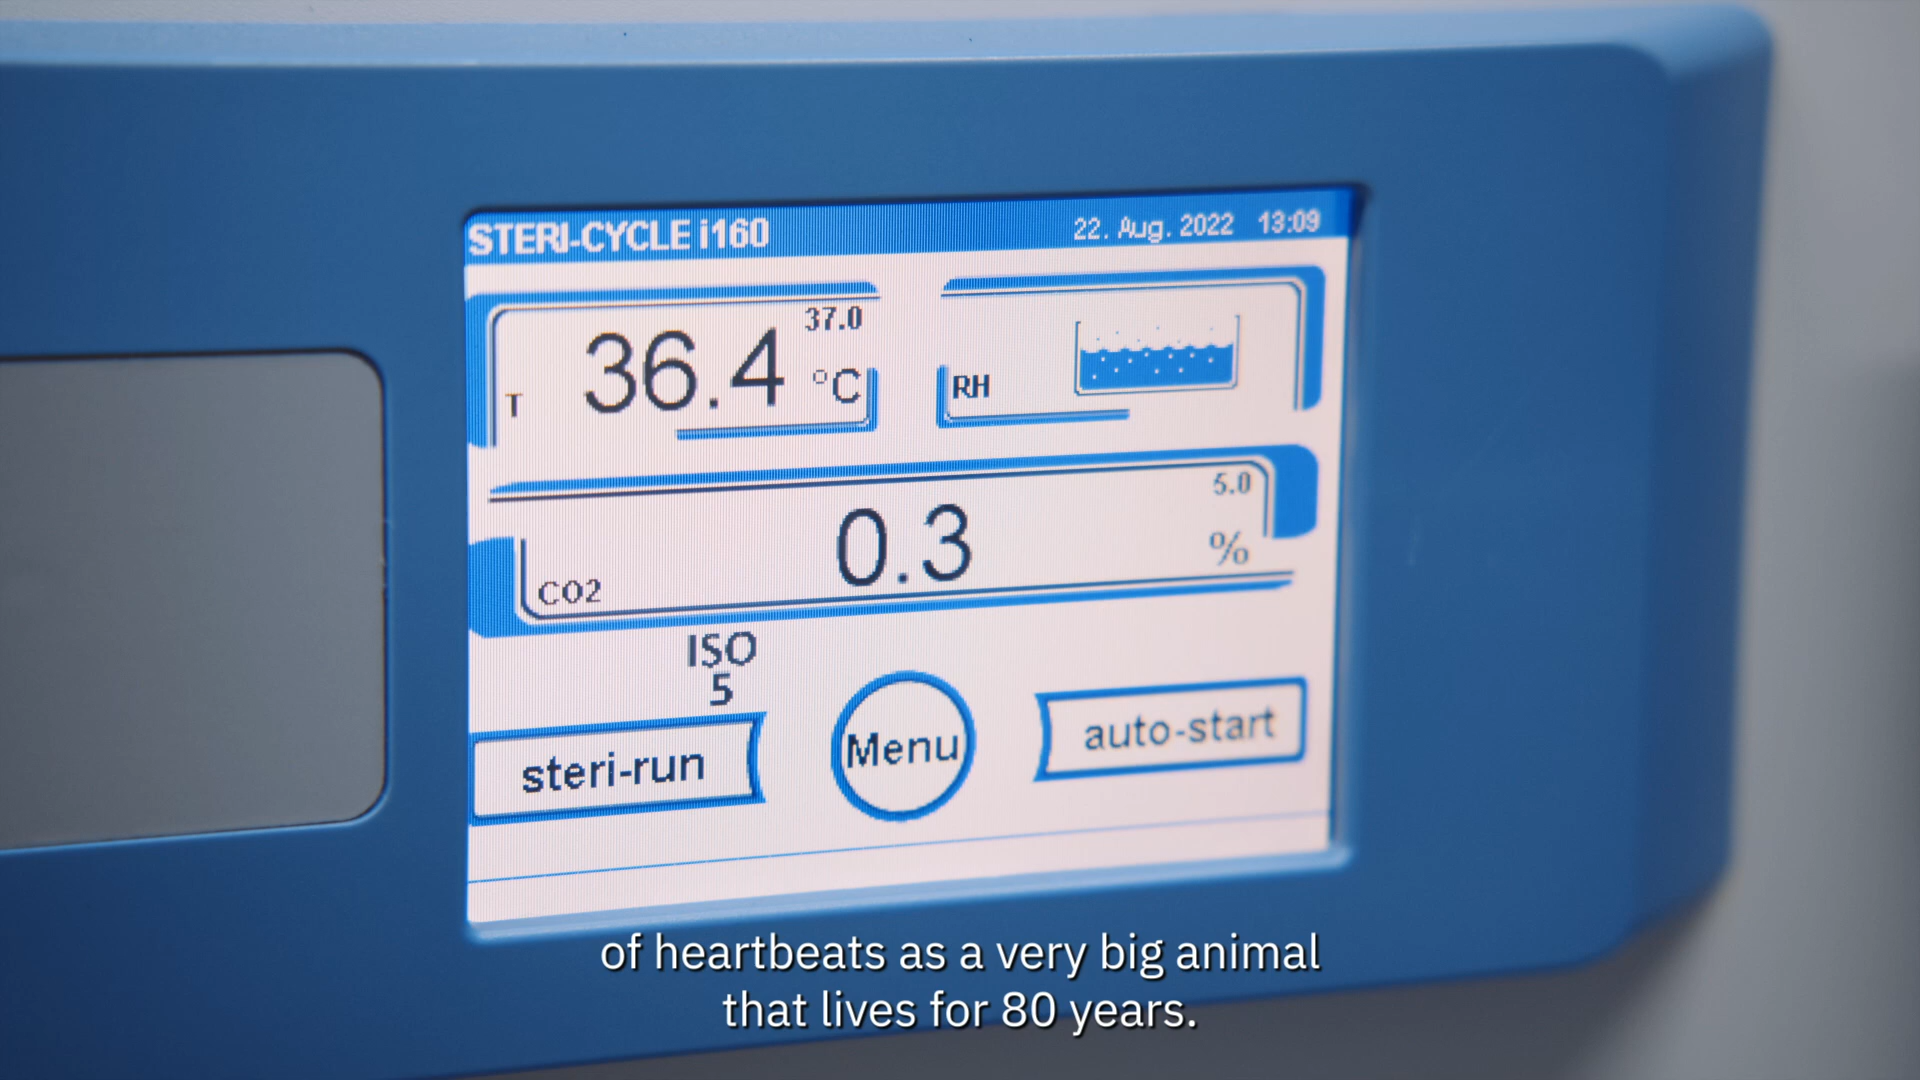 STERI-CYCLE i160 22. Aug. 2022 13:09
37.0
T 36.4 °C
RH
5.0
CO2 0.3 %
ISO
5
steri-run Menu auto-start
of heartbeats as a very big animal
that lives for 80 years.